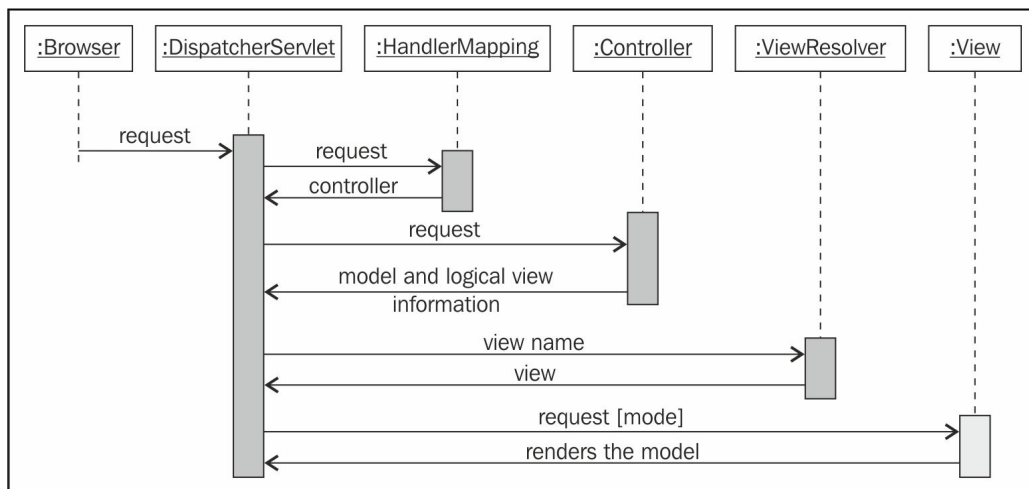 :Browser
:DispatcherServlet
:HandlerMapping
:Controller
:ViewResolver
:View
request
request
controller
request
model and logical view
information
view name
view
request [mode]
renders the model